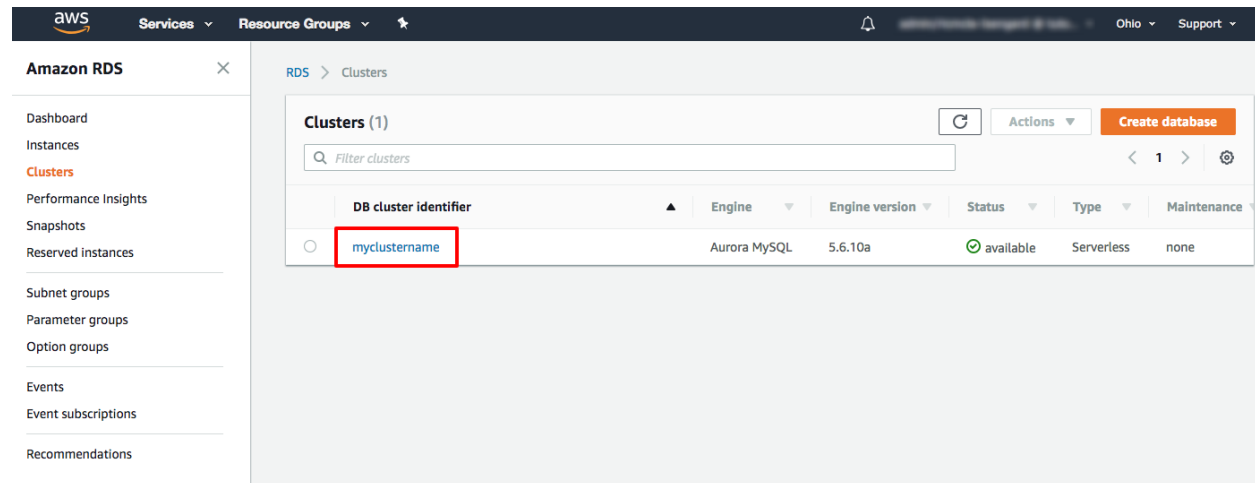 aws Services Resource Groups Ohio Support
Amazon RDS
RDS > Clusters
Dashboard
Instances
Clusters
Performance Insights
Snapshots
Reserved instances
Subnet groups
Parameter groups
Option groups
Events
Event subscriptions
Recommendations
Clusters (1) Actions Create database
Filter clusters 1
DB cluster identifier Engine Engine version Status Type Maintenance
myclustername Aurora MySQL 5.6.10a available Serverless none